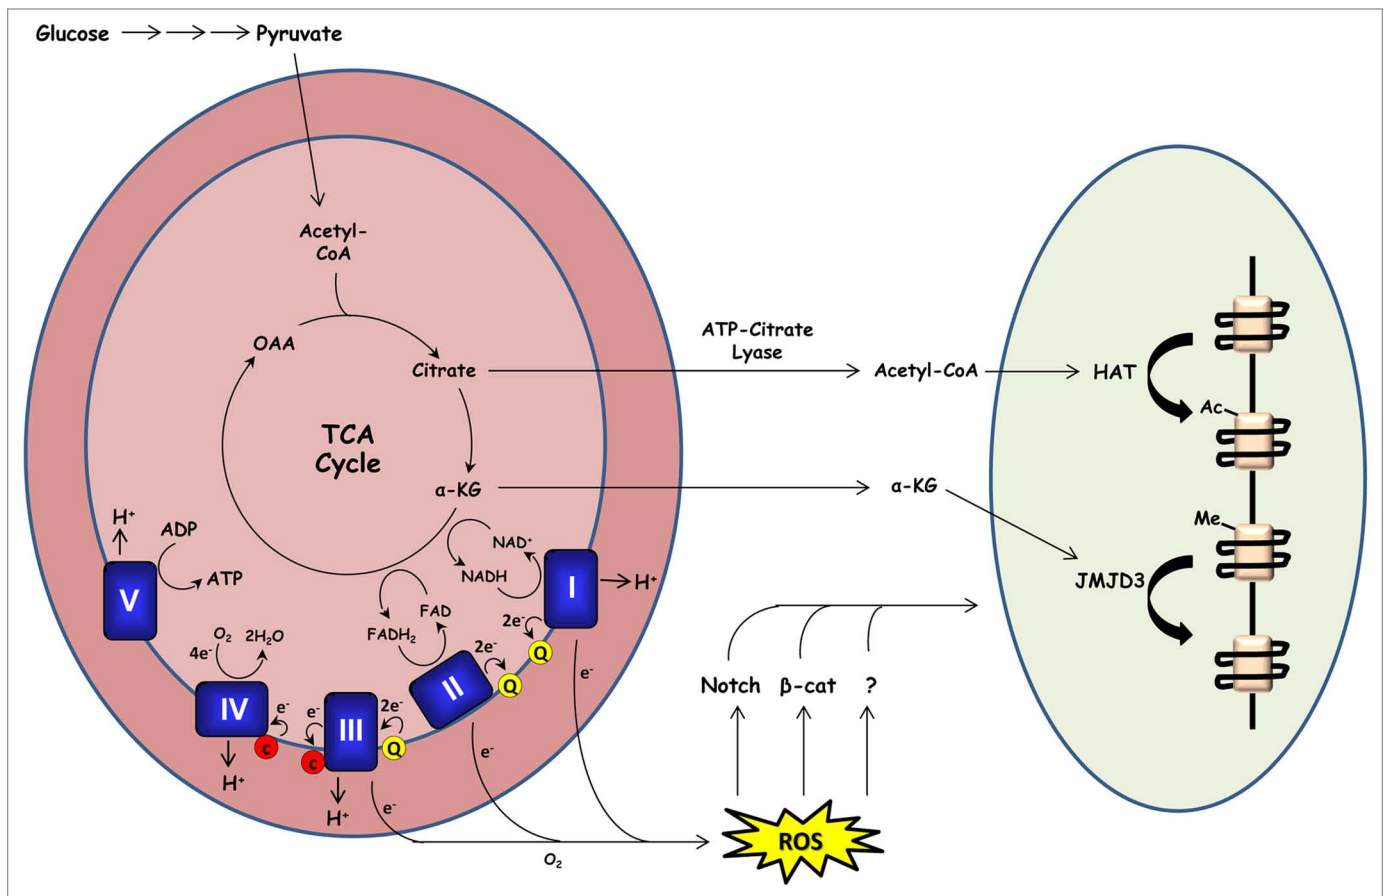 Glucose
Pyruvate
Acetyl-
CoA
OAA
Citrate
TCA
Cycle
α-KG
ATP-Citrate
Lyase
Acetyl-CoA
HAT
Ac
α-KG
Me
JMJD3
H⁺
ADP
ATP
V
NAD⁺
NADH
I
H⁺
FAD
FADH₂
2e⁻
Q
2e⁻
Q
II
O₂
2H₂O
4e⁻
IV
e⁻
c
H⁺
e⁻
c
III
2e⁻
Q
H⁺
e⁻
e⁻
e⁻
O₂
Notch
β-cat
?
ROS